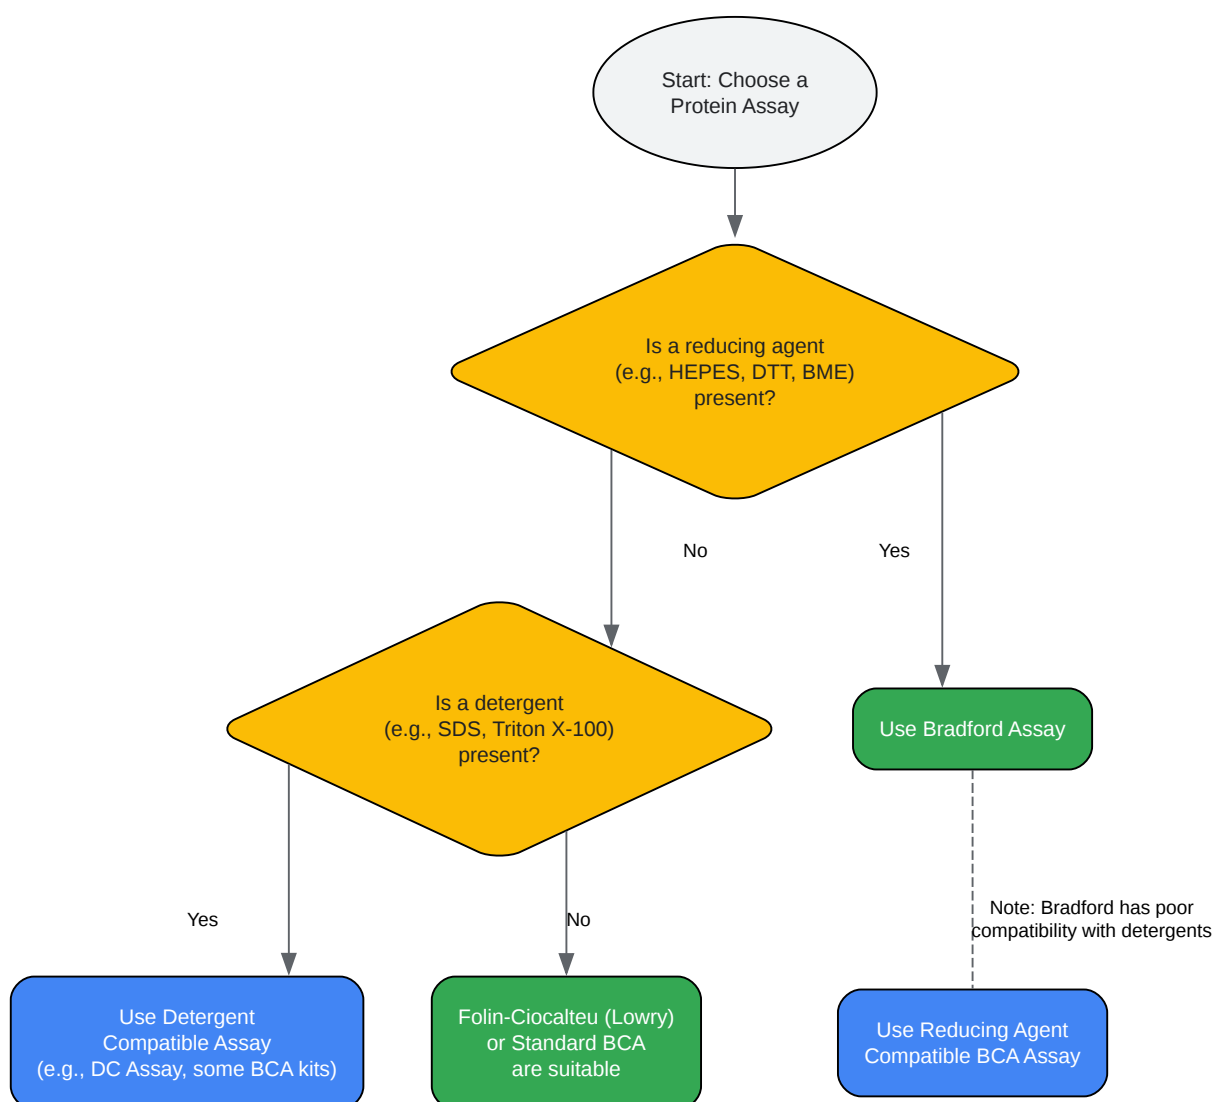 Start: Choose a
Protein Assay
Is a reducing agent
(e.g., HEPES, DTT, BME)
present?
No
Yes
Is a detergent
(e.g., SDS, Triton X-100)
present?
Use Bradford Assay
Yes
No
Note: Bradford has poor
compatibility with detergents
Use Detergent
Compatible Assay
(e.g., DC Assay, some BCA kits)
Folin-Ciocalteu (Lowry)
or Standard BCA
are suitable
Use Reducing Agent
Compatible BCA Assay